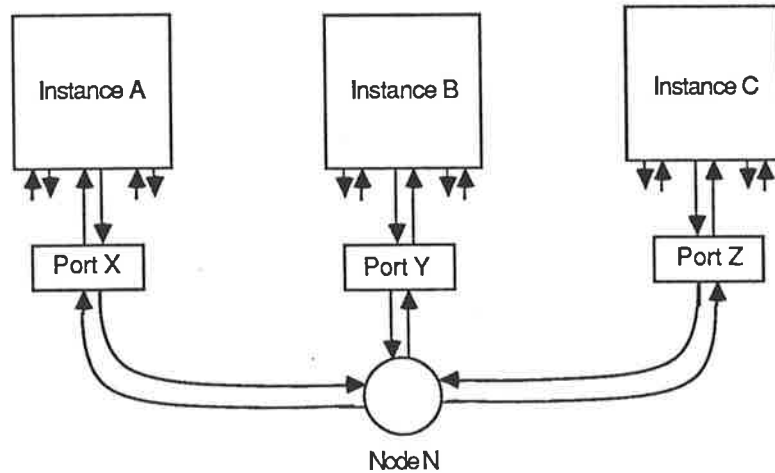 Instance A
Instance B
Instance C
Port X
Port Y
Port Z
Node N